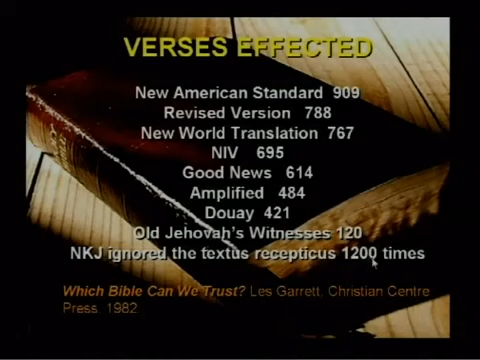 VERSES EFFECTED
New American Standard 909
Revised Version 788
New World Translation 767
NIV 695
Good News 614
Amplified 484
Douay 421
Old Jehovah's Witnesses 120
NKJ ignored the textus recepticus 1200 times
Which Bible Can We Trust? Les Garrett, Christian Centre
Press, 1982